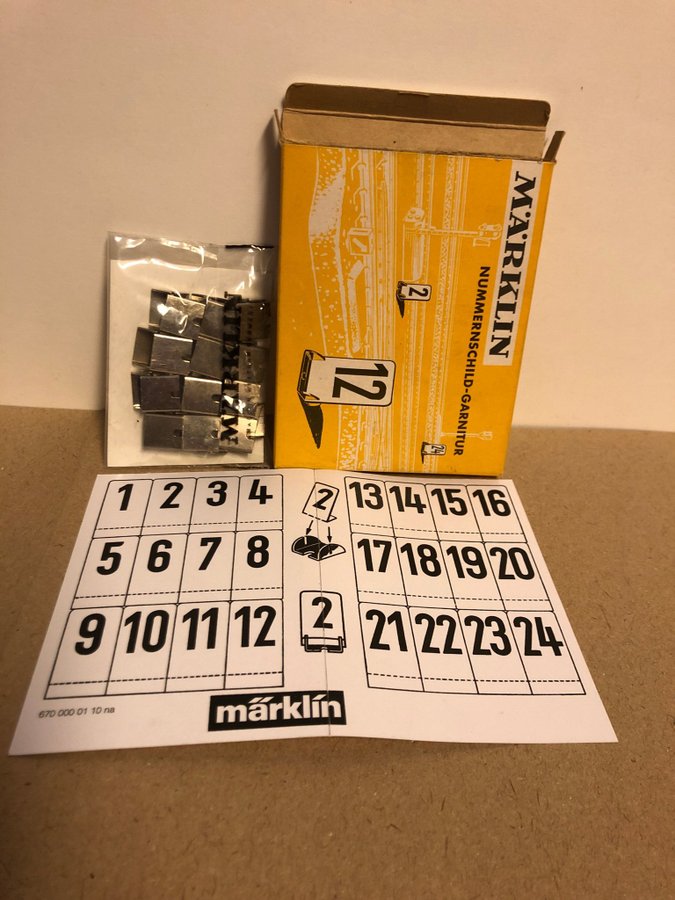 MÄRKLIN
NUMMERNSCHILD-GARNITUR
2
12
24
MÄRKLIN
1 2 3 4
5 6 7 8
9 10 11 12
2
2
13 14 15 16
17 18 19 20
21 22 23 24
670 000 01 10 na
märklin